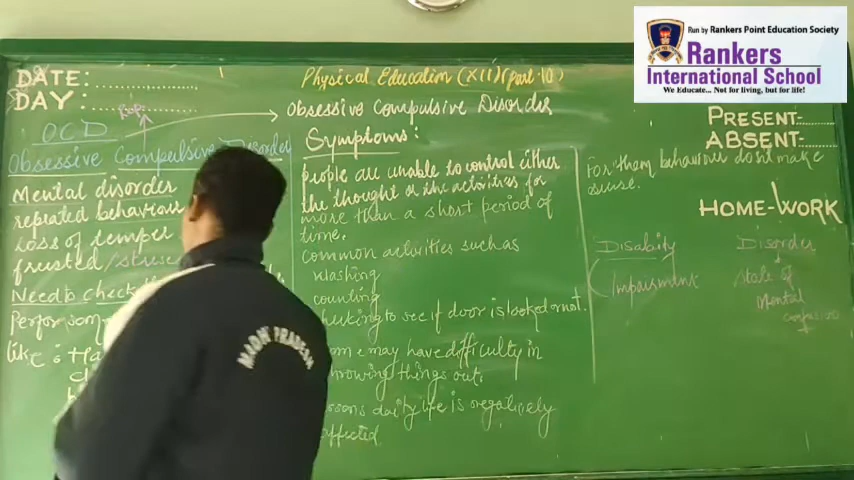 Run by Rankers Point Education Society
Rankers
International School
We Educate.. Not for living, but for life!
DATE:
DAY:
Physical Education (XII) (part-10)
PRESENT-
ABSENT-
HOME-WORK
OCD
Obsessive Compulsive Disorder
Obsessive Compulsive Disorder
Mental disorder
repeated behaviour
Loss of temper
Need to check
like :
Symptoms:
people are unable to control either
the thought or the activities for
more than a short period of
time.
common activities such as
washing
counting
to see if door is locked or not.
may have difficulty in
things out.
daily life is negatively
affected
For them behaviour don't make
sense.
Disability
Impairment
Disorder
State of
Mental
MADHYA PRADESH